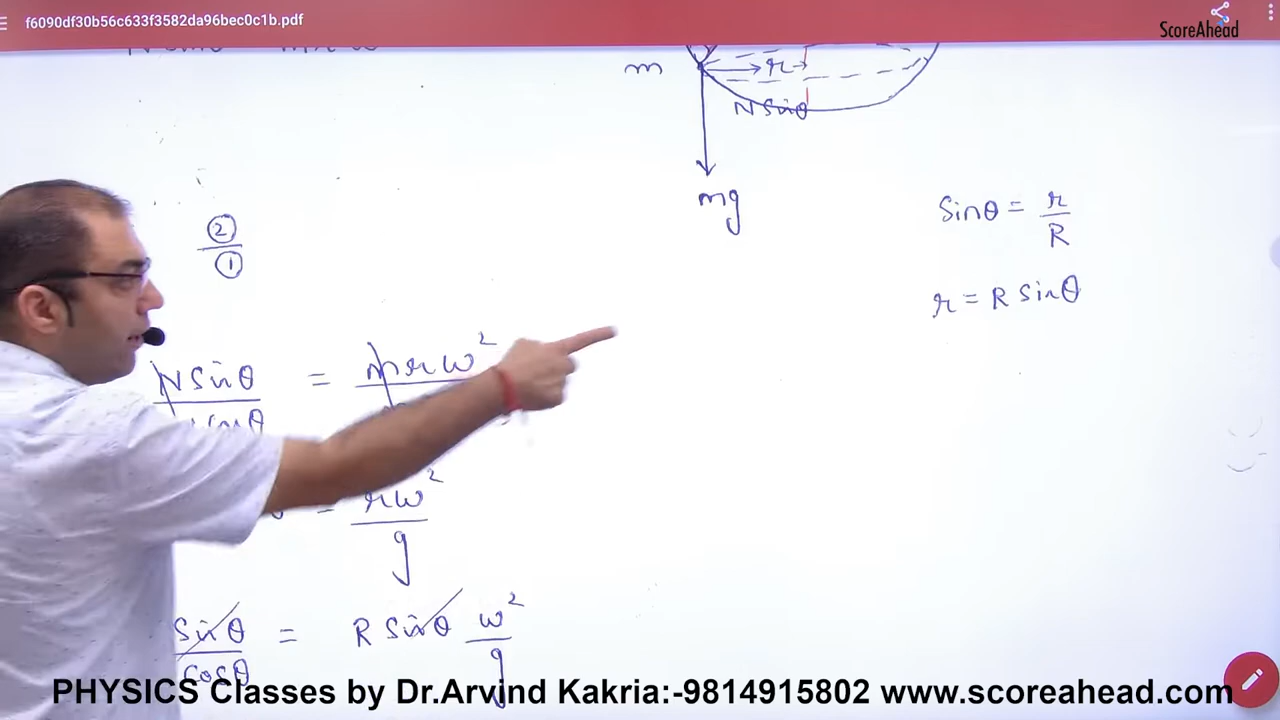 f6090df30b56c633f3582da96bec0c1b.pdf
ScoreAhead
m r
N Sinθ
mg
Sinθ = r/R
r = R Sinθ
②/①
N Sinθ = m r ω²
= rω²/g
Sinθ/Cosθ = R Sinθ ω²/g
PHYSICS Classes by Dr.Arvind Kakria:-9814915802 www.scoreahead.com